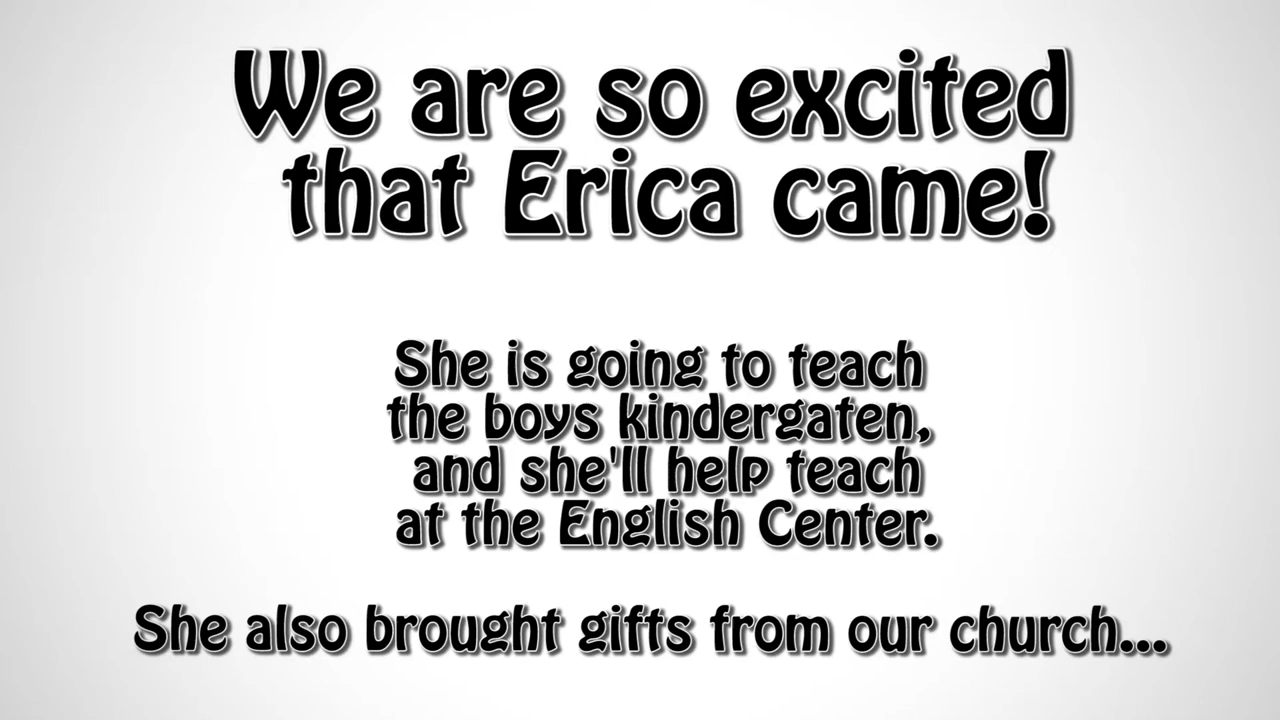 We are so excited
that Erica came!
She is going to teach
the boys kindergaten,
and she'll help teach
at the English Center.
She also brought gifts from our church...